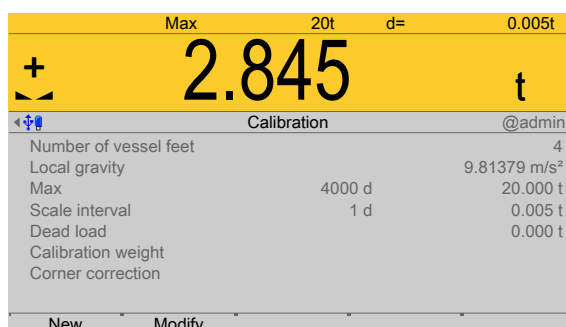 Max 20t d= 0.005t
+ 2.845 t
Calibration @admin
Number of vessel feet 4
Local gravity 9.81379 m/s²
Max 4000 d 20.000 t
Scale interval 1 d 0.005 t
Dead load 0.000 t
Calibration weight
Corner correction
New Modify